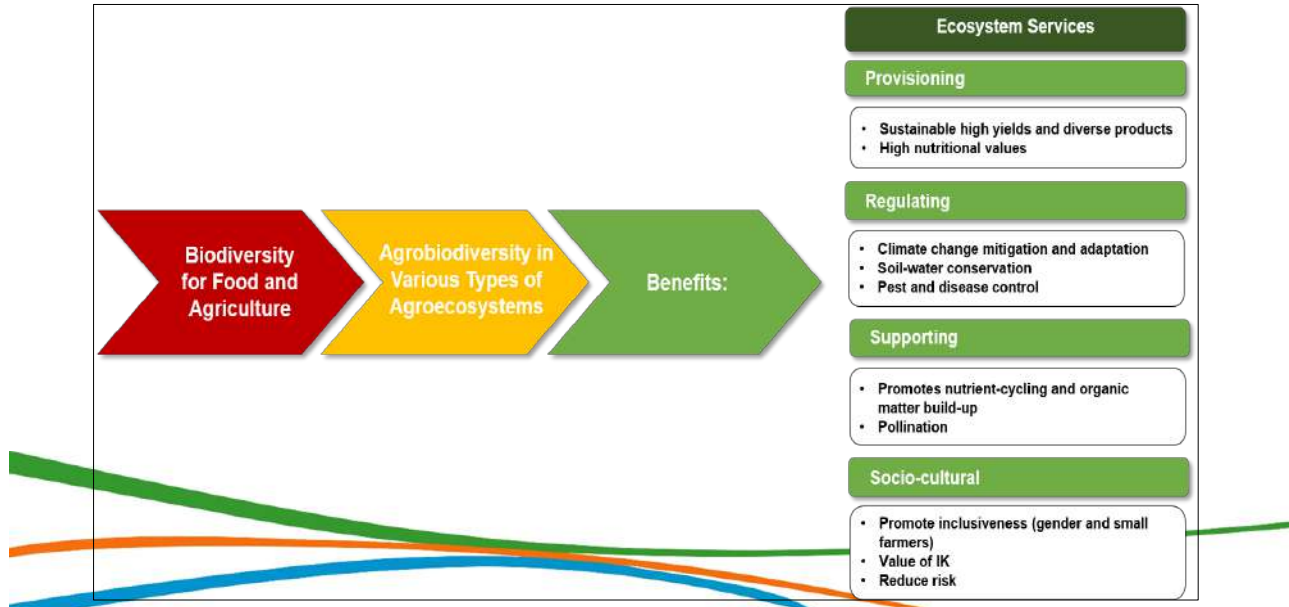 Biodiversity
for Food and
Agriculture
Agrobiodiversity in
Various Types of
Agroecosystems
Benefits:
Ecosystem Services
Provisioning
• Sustainable high yields and diverse products
• High nutritional values
Regulating
• Climate change mitigation and adaptation
• Soil-water conservation
• Pest and disease control
Supporting
• Promotes nutrient-cycling and organic
matter build-up
• Pollination
Socio-cultural
• Promote inclusiveness (gender and small
farmers)
• Value of IK
• Reduce risk